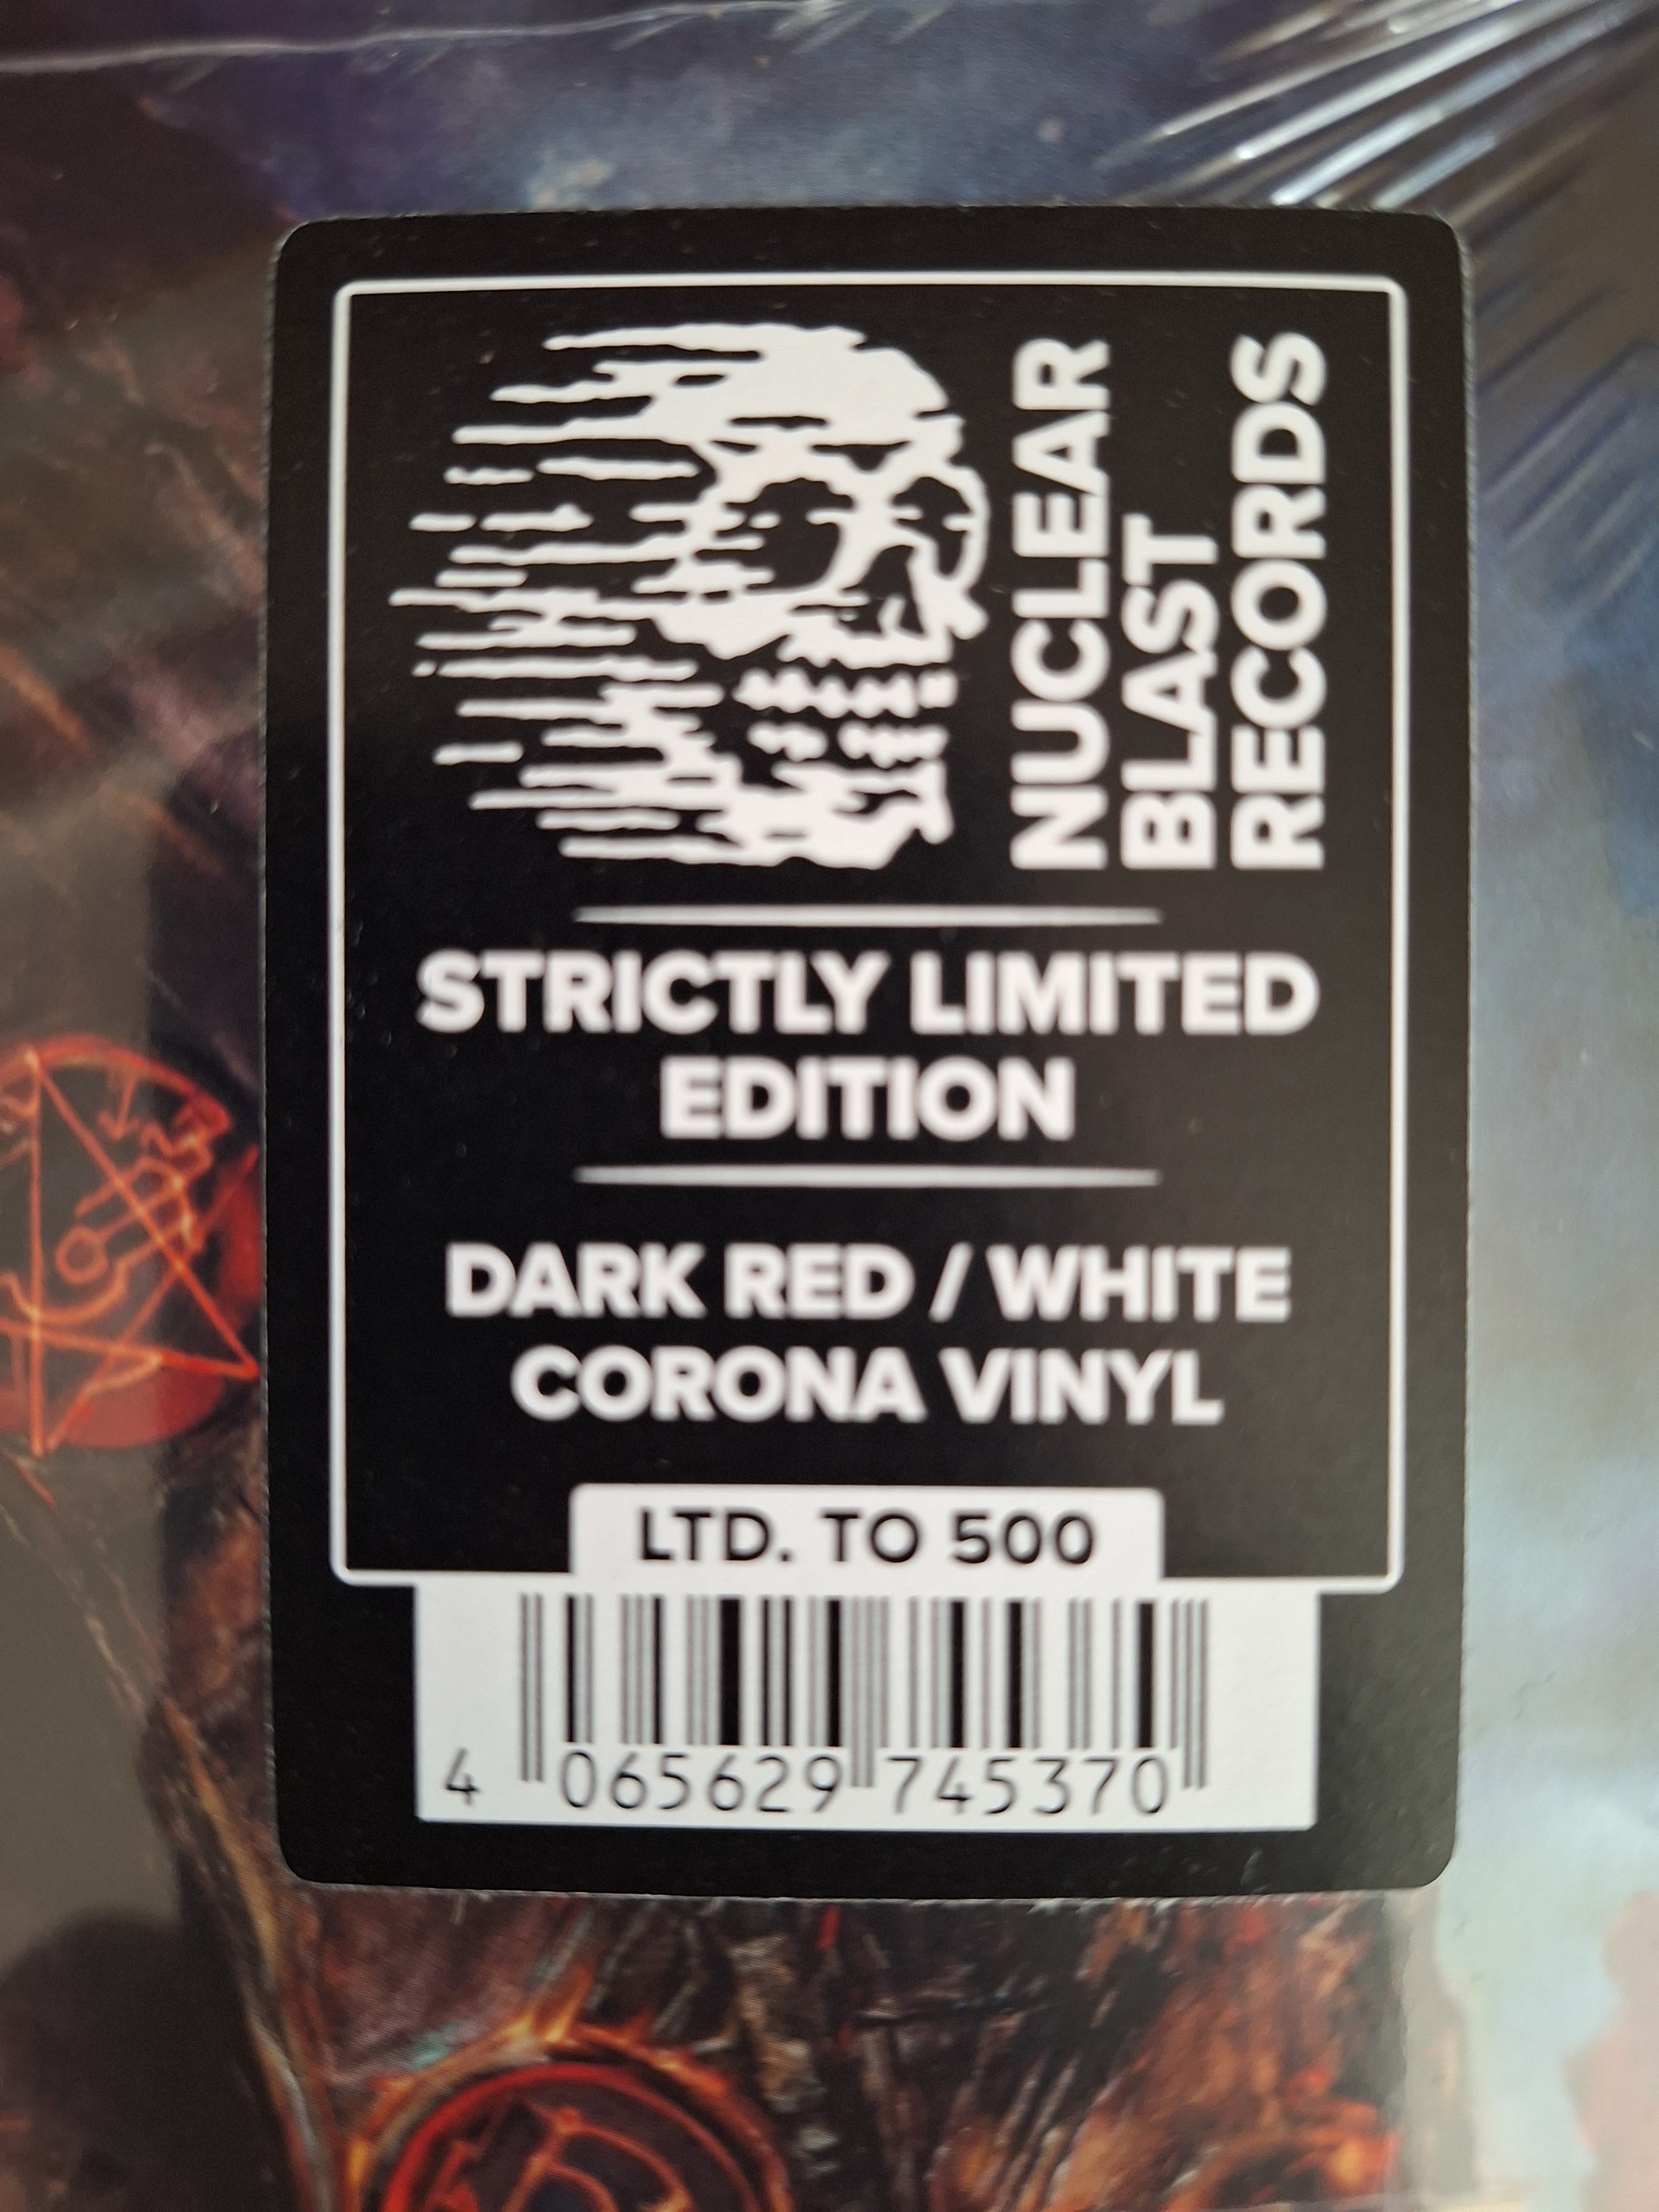 NUCLEAR
BLAST
RECORDS
STRICTLY LIMITED
EDITION
DARK RED / WHITE
CORONA VINYL
LTD. TO 500
4 065629 745370